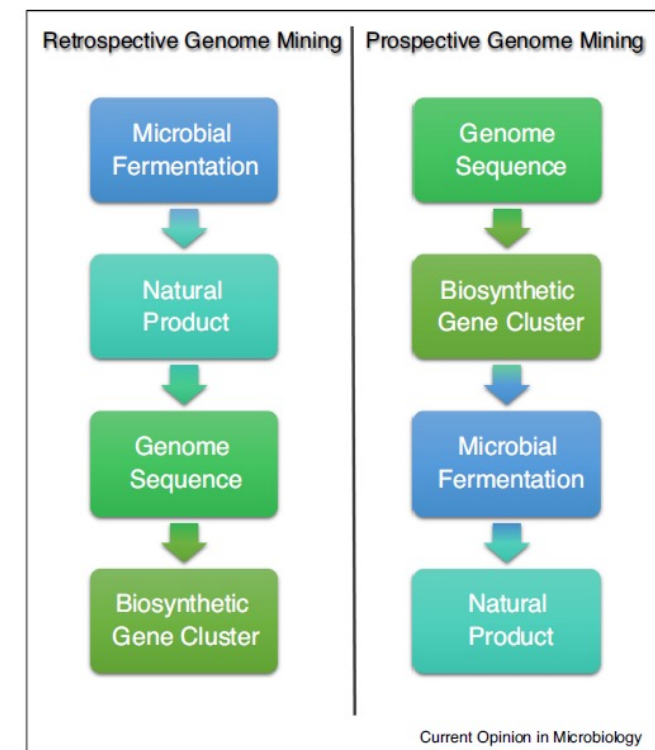 Retrospective Genome Mining
Microbial
Fermentation
Natural
Product
Genome
Sequence
Biosynthetic
Gene Cluster
Prospective Genome Mining
Genome
Sequence
Biosynthetic
Gene Cluster
Microbial
Fermentation
Natural
Product
Current Opinion in Microbiology